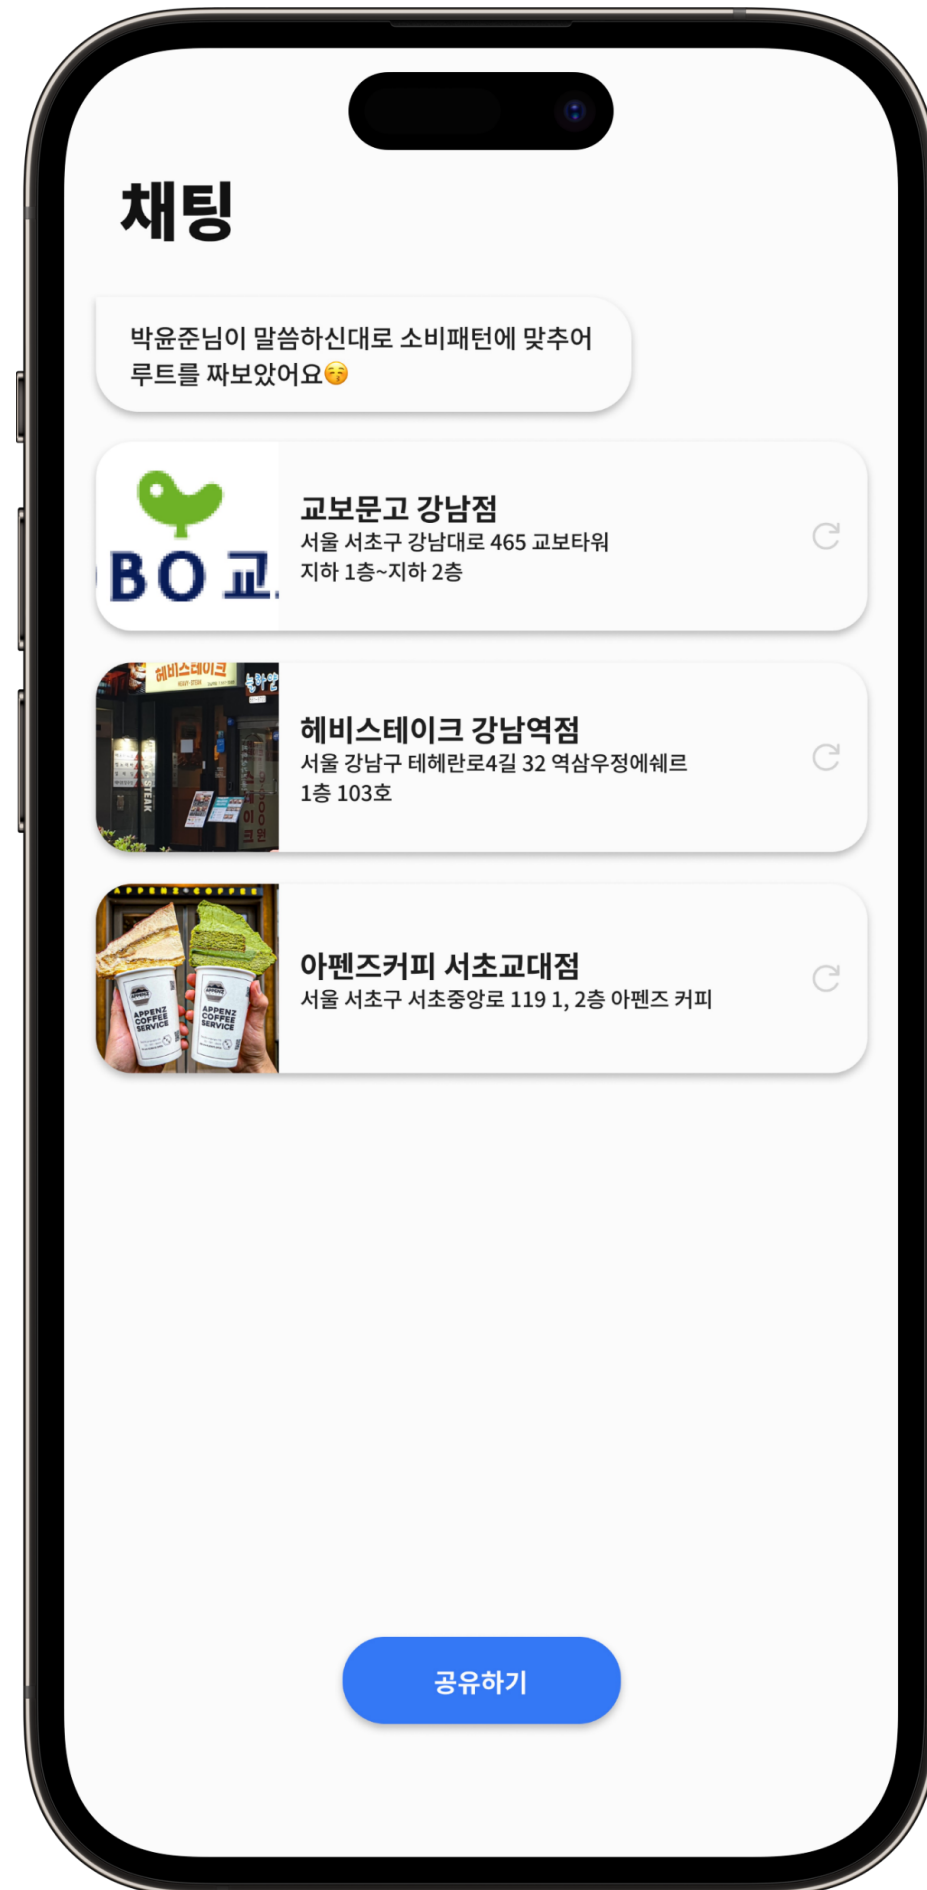 채팅
박윤준님이 말씀하신대로 소비패턴에 맞추어
루트를 짜보았어요😚
BO 교
교보문고 강남점
서울 서초구 강남대로 465 교보타워
지하 1층~지하 2층
헤비스테이크
STEAK
헤비스테이크 강남역점
서울 강남구 테헤란로4길 32 역삼우정에쉐르
1층 103호
APPENZ
COFFEE
SERVICE
APPENZ
COFFEE
SERVICE
아펜즈커피 서초교대점
서울 서초구 서초중앙로 119 1, 2층 아펜즈 커피
공유하기